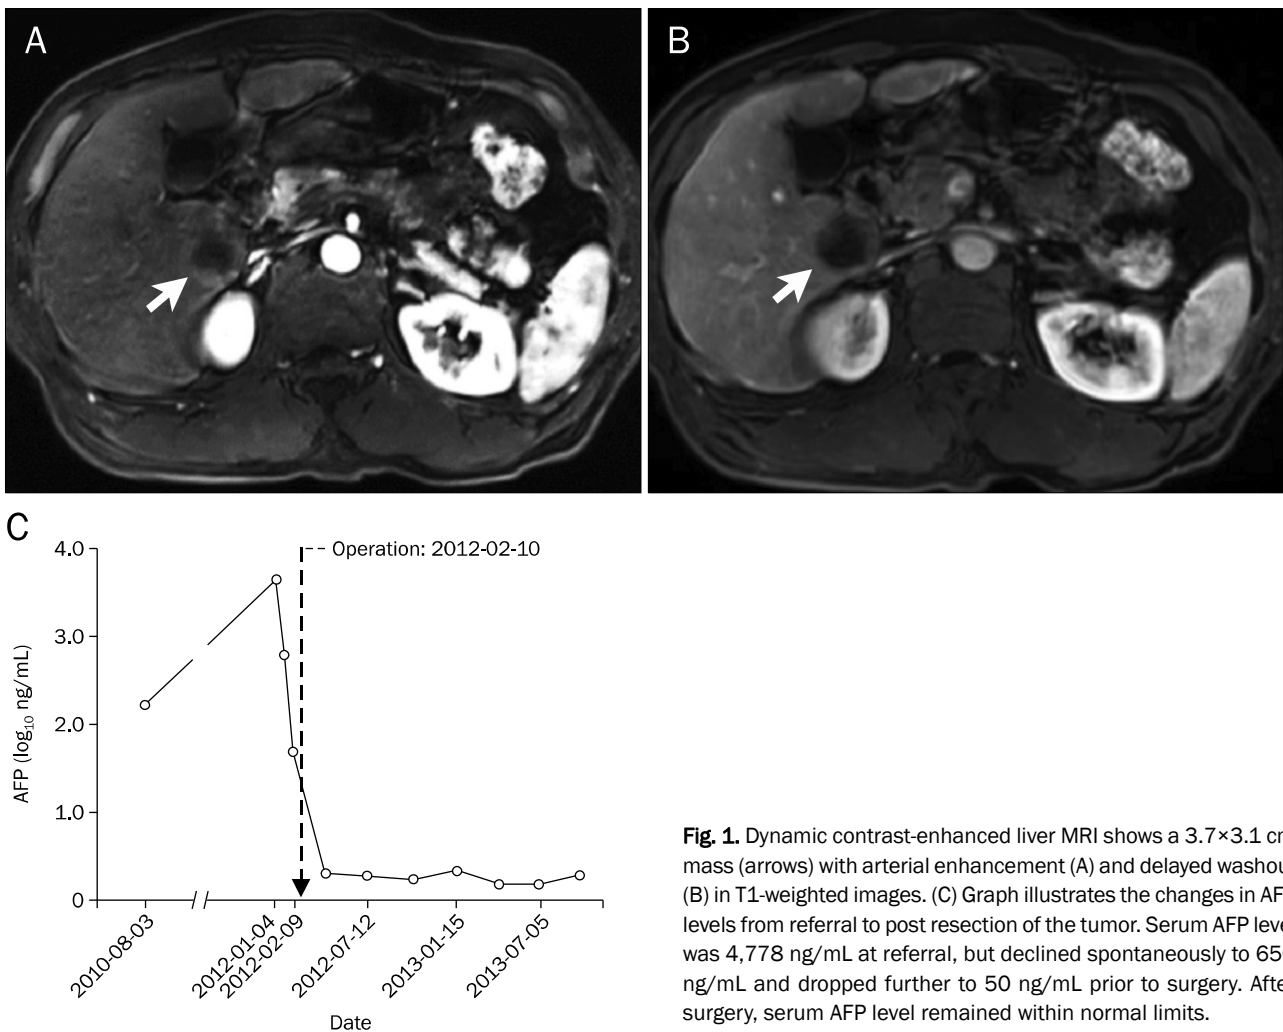 A
B
C
4.0
3.0
2.0
1.0
0
AFP (log₁₀ ng/mL)
Operation: 2012-02-10
2010-08-03
2012-01-04
2012-02-09
2012-07-12
2013-01-15
2013-07-05
Date
Fig. 1. Dynamic contrast-enhanced liver MRI shows a 3.7×3.1 cm
mass (arrows) with arterial enhancement (A) and delayed washout
(B) in T1-weighted images. (C) Graph illustrates the changes in AFP
levels from referral to post resection of the tumor. Serum AFP level
was 4,778 ng/mL at referral, but declined spontaneously to
ng/mL and dropped further to 50 ng/mL prior to surgery. After
surgery, serum AFP level remained within normal limits.